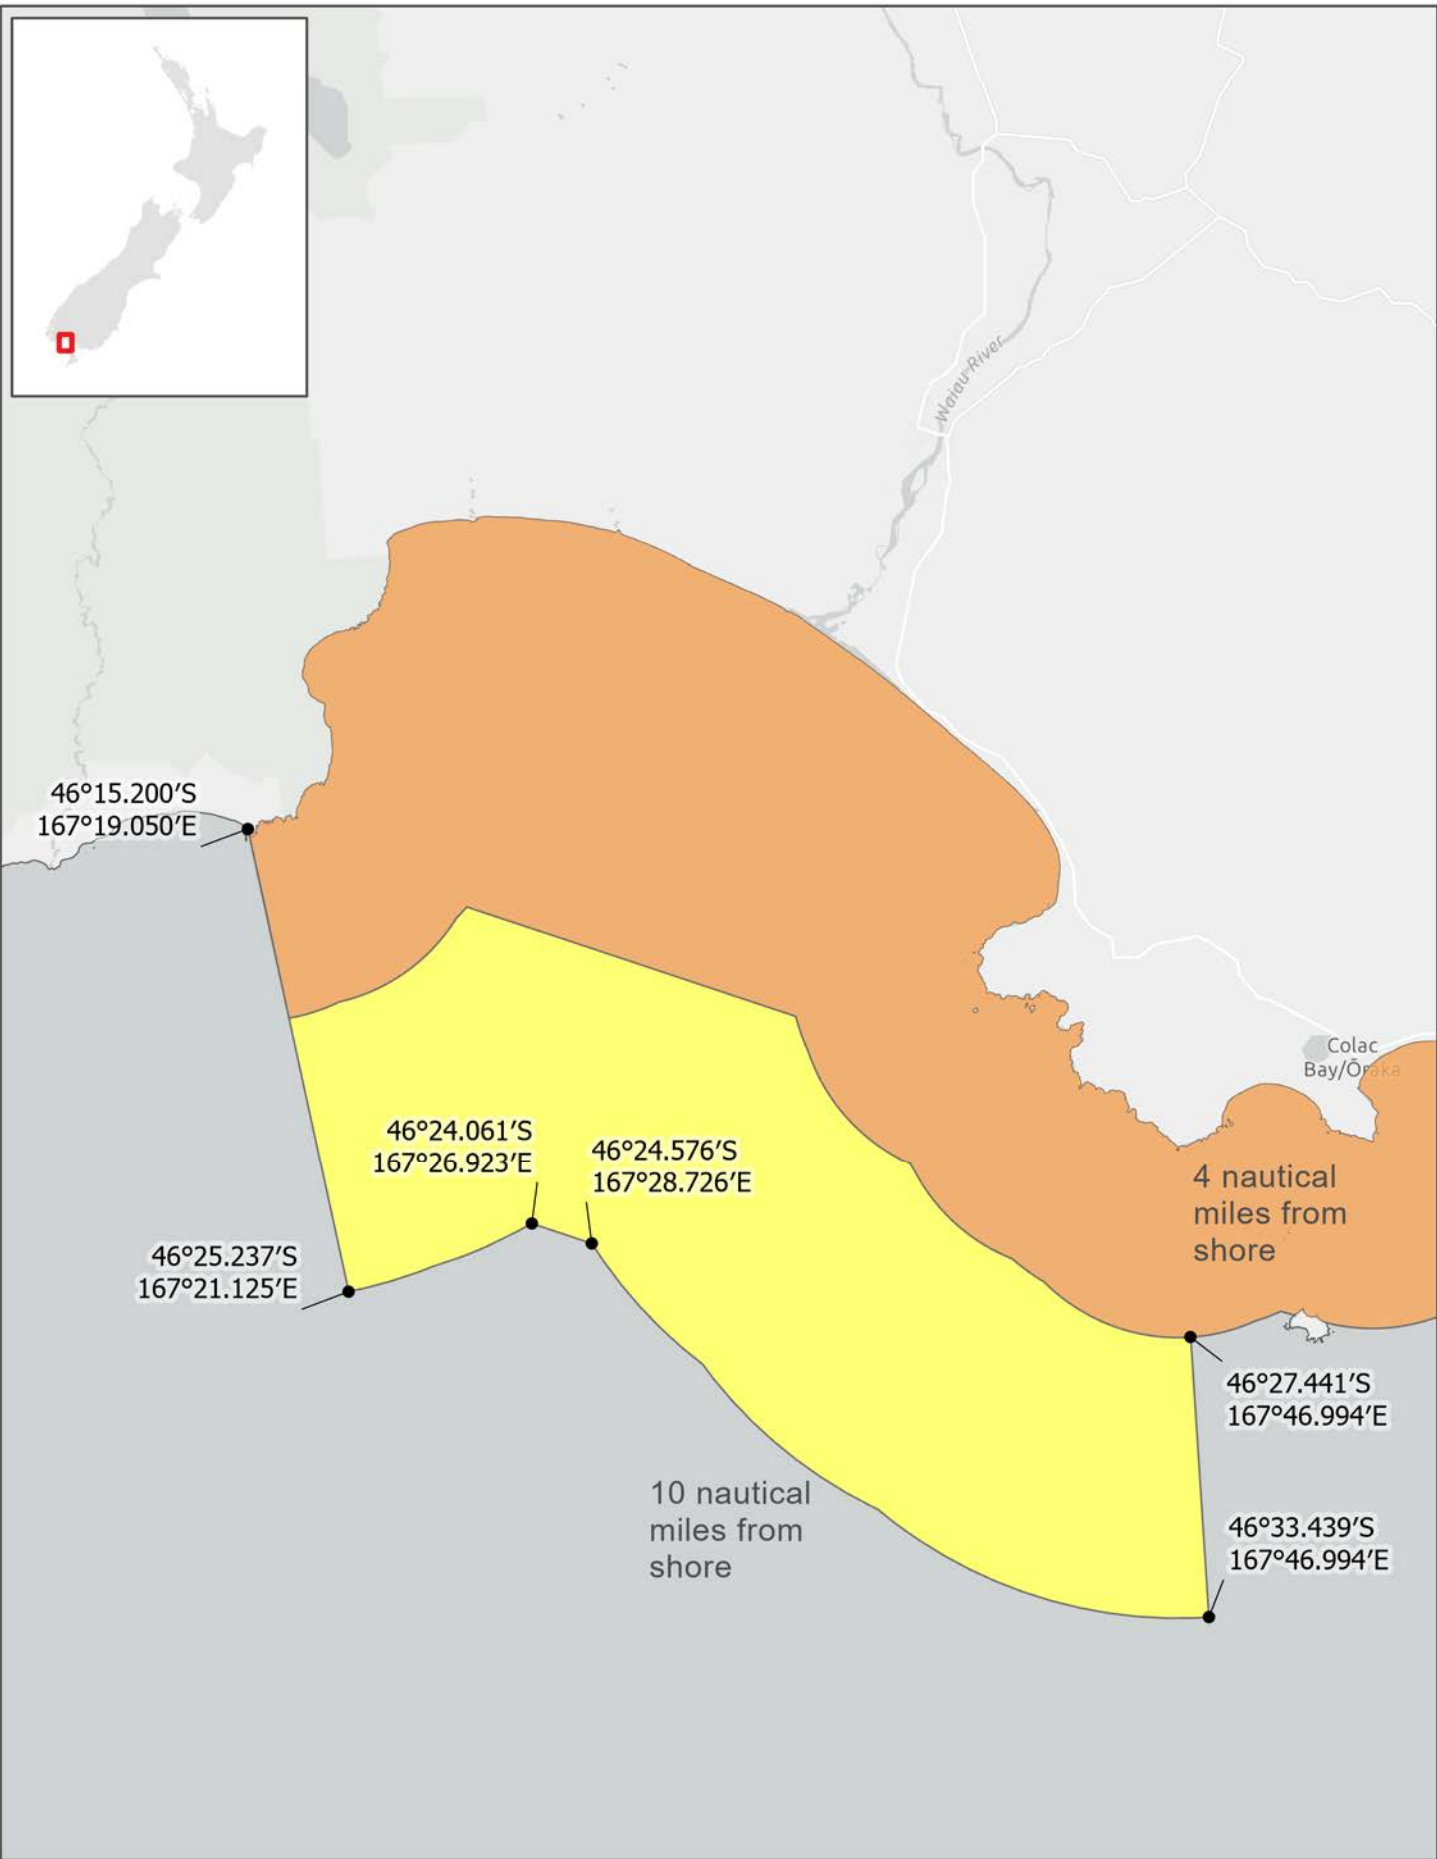 Waiau River
46°15.200′S
167°19.050′E
Colac
Bay/Ōraka
46°24.061′S
167°26.923′E
46°24.576′S
167°28.726′E
4 nautical
miles from
shore
46°25.237′S
167°21.125′E
46°27.441′S
167°46.994′E
10 nautical
miles from
shore
46°33.439′S
167°46.994′E